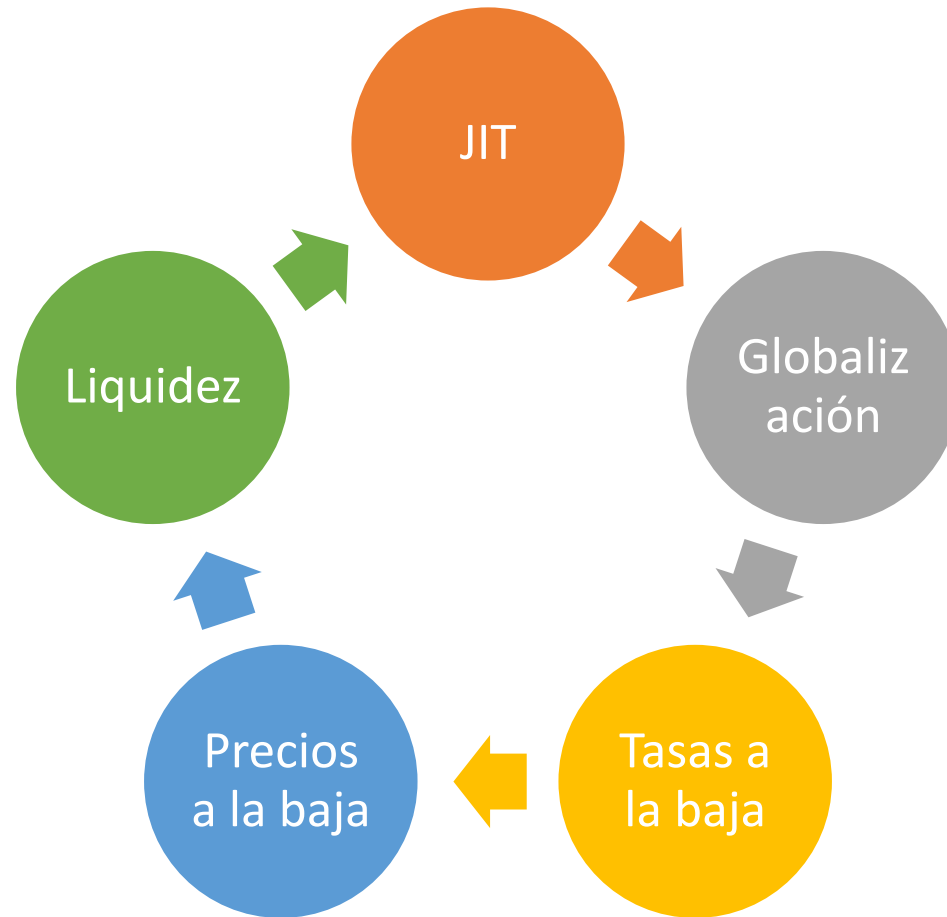 JIT
Globaliz
ación
Tasas a
la baja
Precios
a la baja
Liquidez